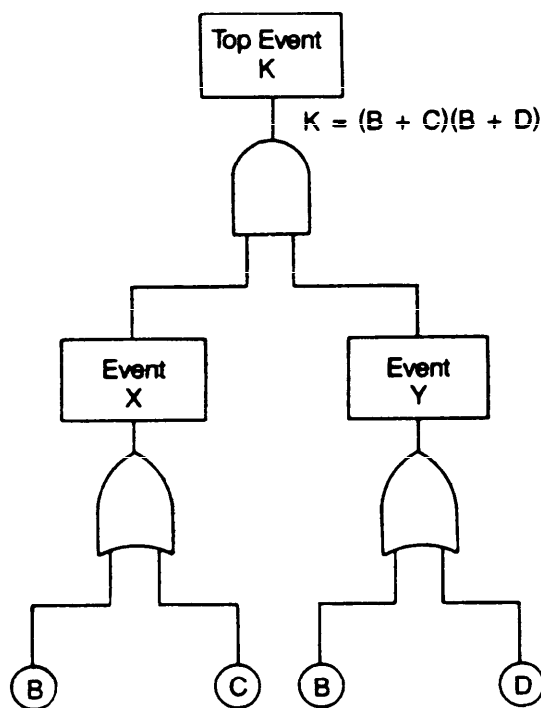 Top Event
K
K = (B + C)(B + D)
Event
X
Event
Y
B
C
B
D